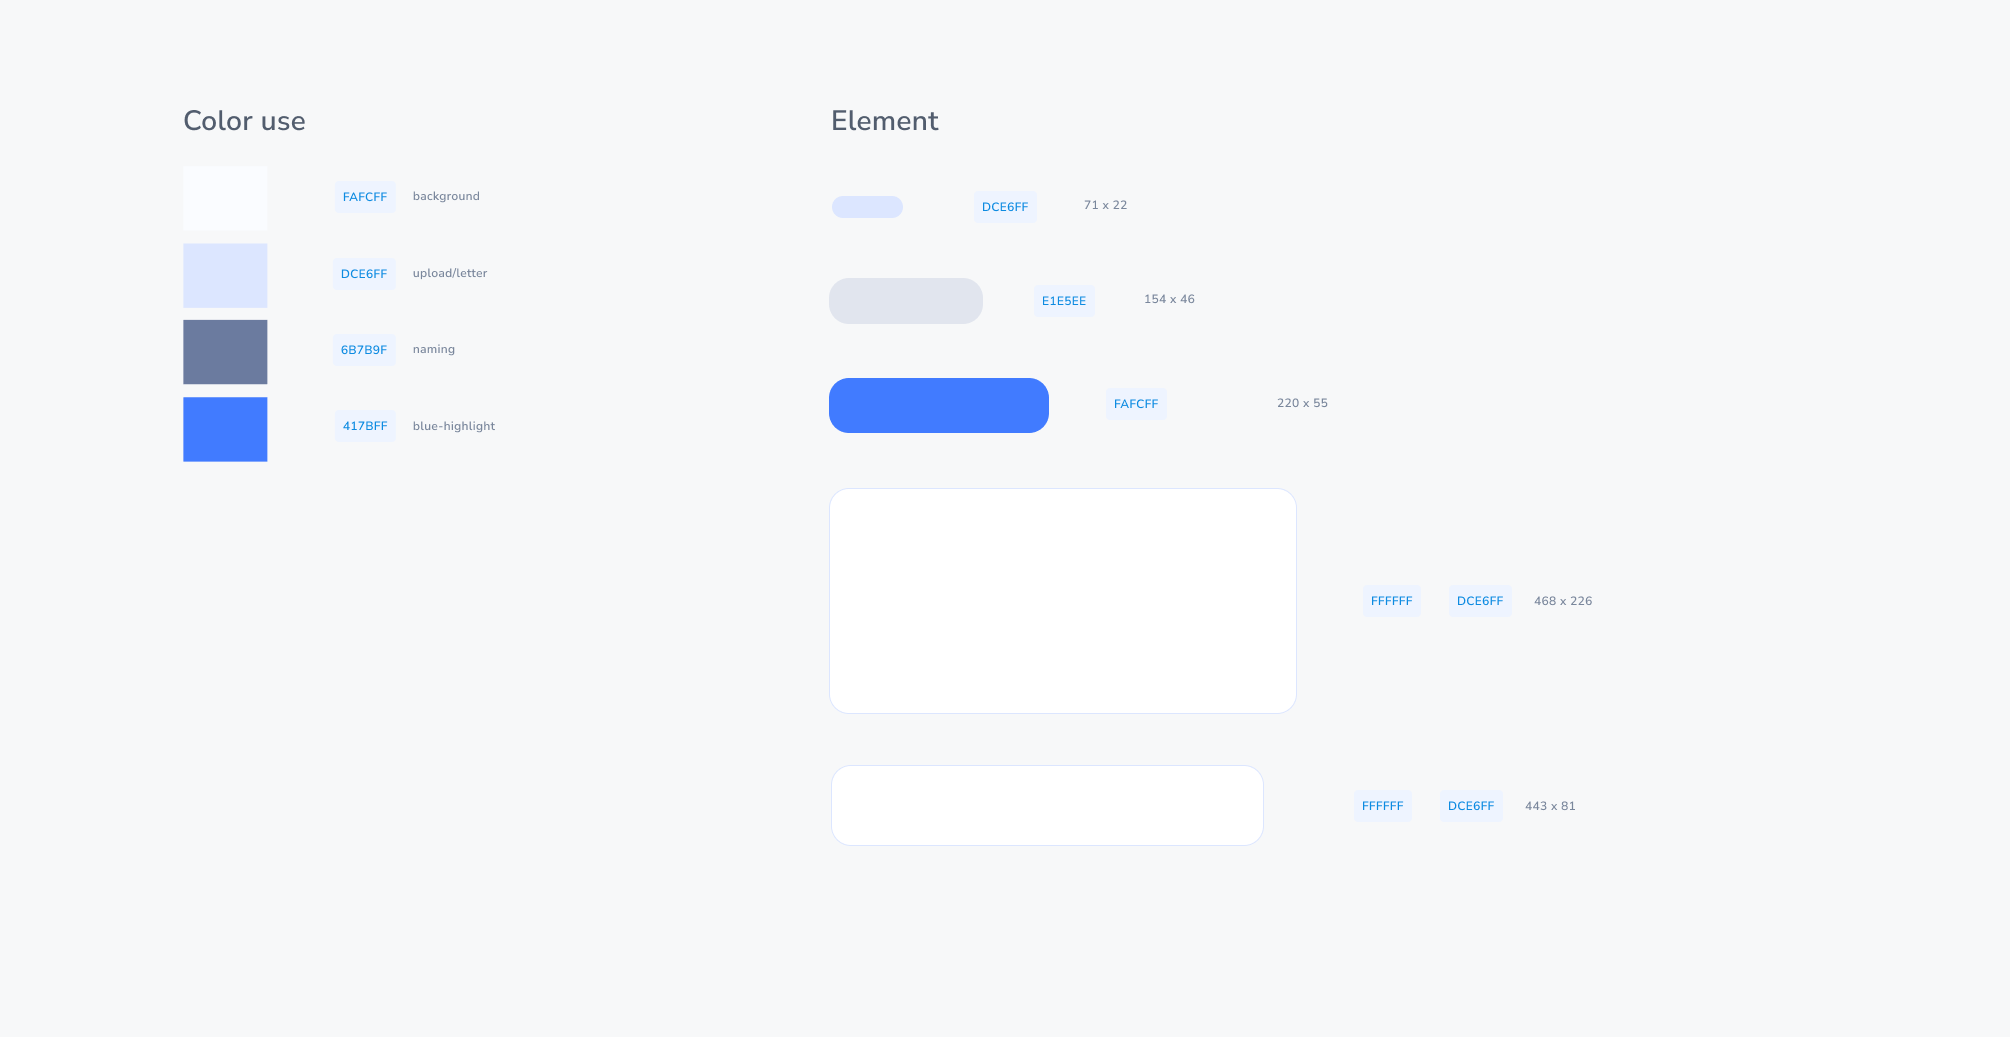 Color use
FAFCFF background
DCE6FF upload/letter
6B7B9F naming
417BFF blue-highlight
Element
DCE6FF 71 x 22
E1E5EE 154 x 46
FAFCFF 220 x 55
FFFFFF DCE6FF 468 x 226
FFFFFF DCE6FF 443 x 81